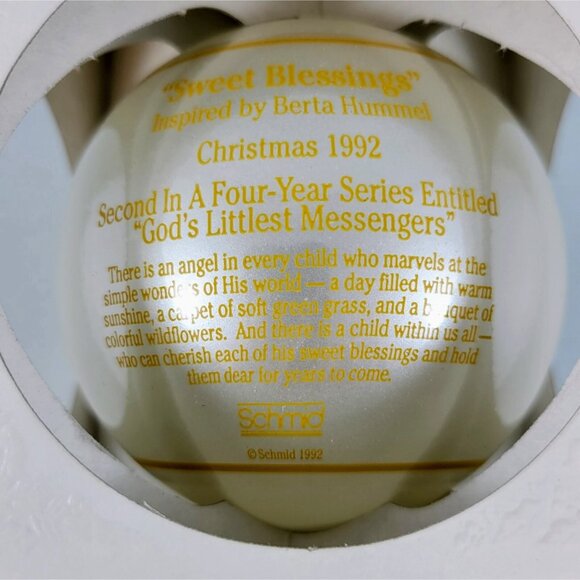 "Sweet Blessings"
Inspired by Berta Hummel
Christmas 1992
Second In A Four-Year Series Entitled
"God's Littlest Messengers"
There is an angel in every child who marvels at the
simple wonders of His world — a day filled with warm
sunshine, a carpet of soft green grass, and a bouquet of
colorful wildflowers. And there is a child within us all—
who can cherish each of his sweet blessings and hold
them dear for years to come.
Schmid
© Schmid 1992